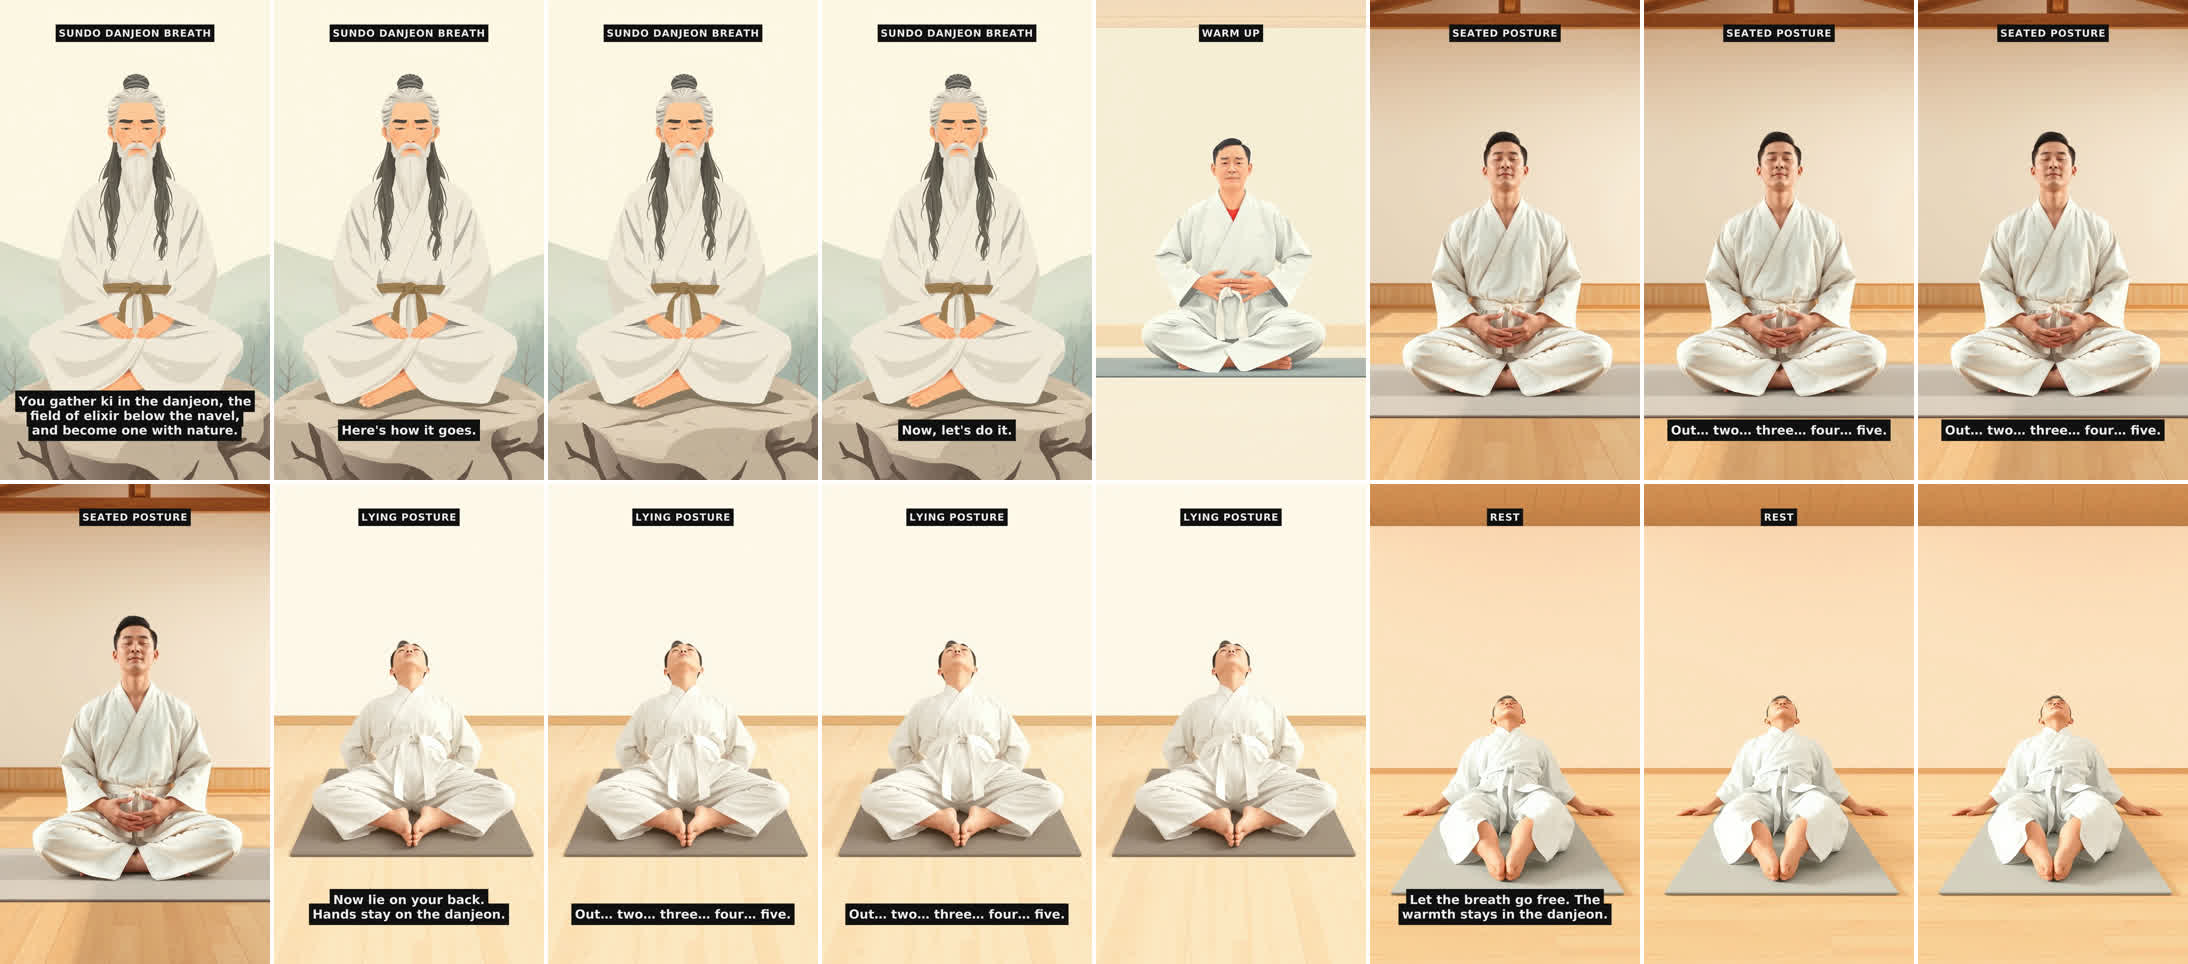 SUNDO DANJEON BREATH
You gather ki in the danjeon, the
field of elixir below the navel,
and become one with nature.
SUNDO DANJEON BREATH
Here's how it goes.
SUNDO DANJEON BREATH
SUNDO DANJEON BREATH
Now, let's do it.
WARM UP
SEATED POSTURE
SEATED POSTURE
Out... two... three... four... five.
SEATED POSTURE
Out... two... three... four... five.
SEATED POSTURE
LYING POSTURE
Now lie on your back.
Hands stay on the danjeon.
LYING POSTURE
Out... two... three... four... five.
LYING POSTURE
Out... two... three... four... five.
LYING POSTURE
REST
Let the breath go free. The
warmth stays in the danjeon.
REST